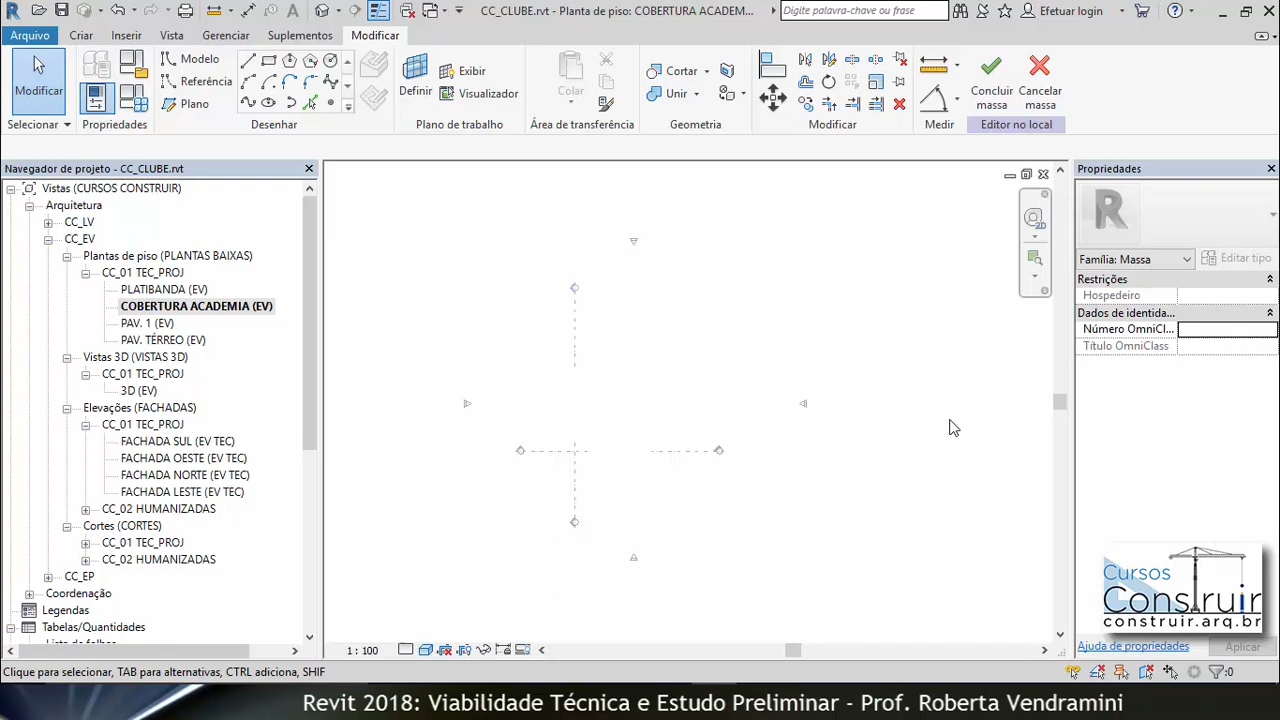 CC_CLUBE.rvt - Planta de piso: COBERTURA ACADEM...
Digite palavra-chave ou frase
Efetuar login
Arquivo
Criar
Inserir
Vista
Gerenciar
Suplementos
Modificar
Modificar
Modelo
Referência
Plano
Definir
Exibir
Visualizador
Colar
Cortar
Unir
Concluir massa
Cancelar massa
Selecionar
Propriedades
Desenhar
Plano de trabalho
Área de transferência
Geometria
Modificar
Medir
Editor no local
Navegador de projeto - CC_CLUBE.rvt
Vistas (CURSOS CONSTRUIR)
Arquitetura
CC_LV
CC_EV
Plantas de piso (PLANTAS BAIXAS)
CC_01 TEC_PROJ
PLATIBANDA (EV)
COBERTURA ACADEMIA (EV)
PAV. 1 (EV)
PAV. TÉRREO (EV)
Vistas 3D (VISTAS 3D)
CC_01 TEC_PROJ
3D (EV)
Elevações (FACHADAS)
CC_01 TEC_PROJ
FACHADA SUL (EV TEC)
FACHADA OESTE (EV TEC)
FACHADA NORTE (EV TEC)
FACHADA LESTE (EV TEC)
CC_02 HUMANIZADAS
Cortes (CORTES)
CC_01 TEC_PROJ
CC_02 HUMANIZADAS
CC_EP
Coordenação
Legendas
Tabelas/Quantidades
2D
Propriedades
R
Família: Massa
Editar tipo
Restrições
Hospedeiro
Dados de identida...
Número OmniCl...
Título OmniClass
Cursos
Construir
construir.arq.br
Ajuda de propriedades
Aplicar
1 : 100
Clique para selecionar, TAB para alternativas, CTRL adiciona, SHIF
:0
Revit 2018: Viabilidade Técnica e Estudo Preliminar - Prof. Roberta Vendramini